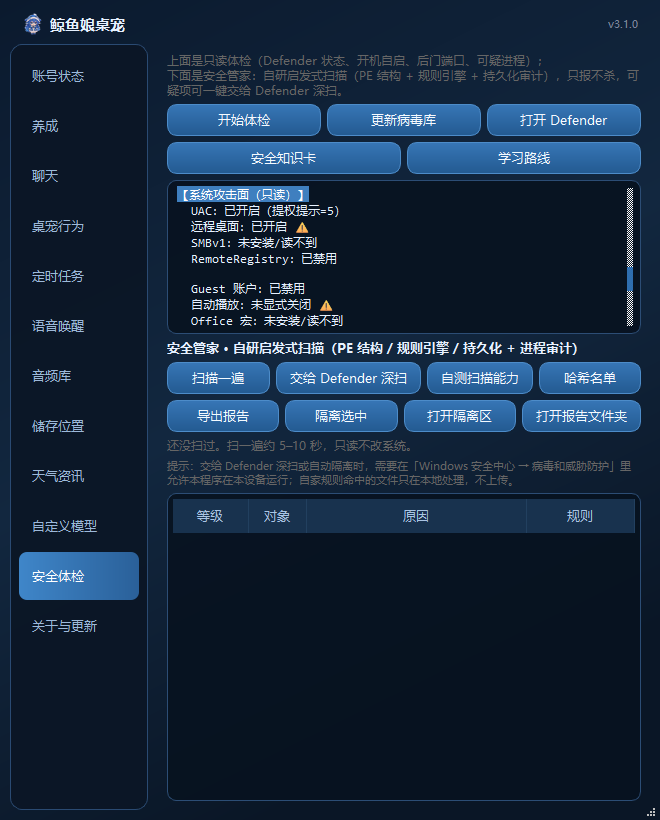 鲸鱼娘桌宠
v3.1.0
账号状态
养成
聊天
桌宠行为
定时任务
语音唤醒
音频库
储存位置
天气资讯
自定义模型
安全体检
关于与更新
上面是只读体检（Defender 状态、开机自启、后门端口、可疑进程）；
下面是安全管家：自研启发式扫描（PE 结构 + 规则引擎 + 持久化审计），只报不杀，可
疑项可一键交给 Defender 深扫。
开始体检 更新病毒库 打开 Defender
安全知识卡 学习路线
【系统攻击面（只读）】
UAC：已开启（提权提示=5）
远程桌面：已开启 ⚠
SMBv1：未安装/读不到
RemoteRegistry：已禁用
Guest 账户：已禁用
自动播放：未显式关闭 ⚠
Office 宏：未安装/读不到
安全管家 · 自研启发式扫描（PE 结构 / 规则引擎 / 持久化 + 进程审计）
扫描一遍 交给 Defender 深扫 自测扫描能力 哈希名单
导出报告 隔离选中 打开隔离区 打开报告文件夹
还没扫过。扫一遍约 5–10 秒，只读不改系统。
提示：交给 Defender 深扫或自动隔离时，需要在「Windows 安全中心 → 病毒和威胁防护」里
允许本程序在本设备运行；自家规则命中的文件只在本地处理，不上传。
等级 对象 原因 规则